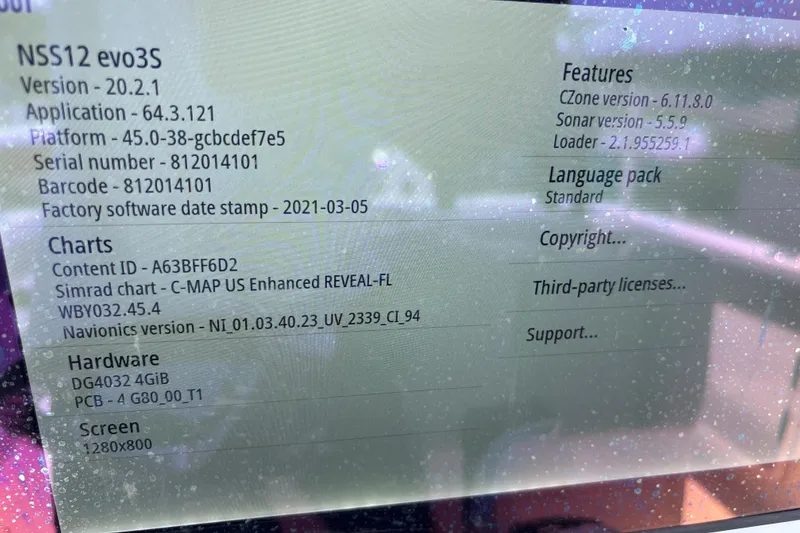 NSS12 evo3S
Version - 20.2.1
Application - 64.3.121
Platform - 45.0-38-gcbcdef7e5
Serial number - 812014101
Barcode - 812014101
Factory software date stamp - 2021-03-05
Charts
Content ID - A63BFF6D2
Simrad chart - C-MAP US Enhanced REVEAL-FL
WBY032.45.4
Navionics version - NI_01.03.40.23_UV_2339_CI_94
Hardware
DG4032 4GiB
PCB - 4 G80_00_T1
Screen
1280x800
Features
CZone version - 6.11.8.0
Sonar version - 5.5.9
Loader - 2.1.955259.1
Language pack
Standard
Copyright...
Third-party licenses...
Support...